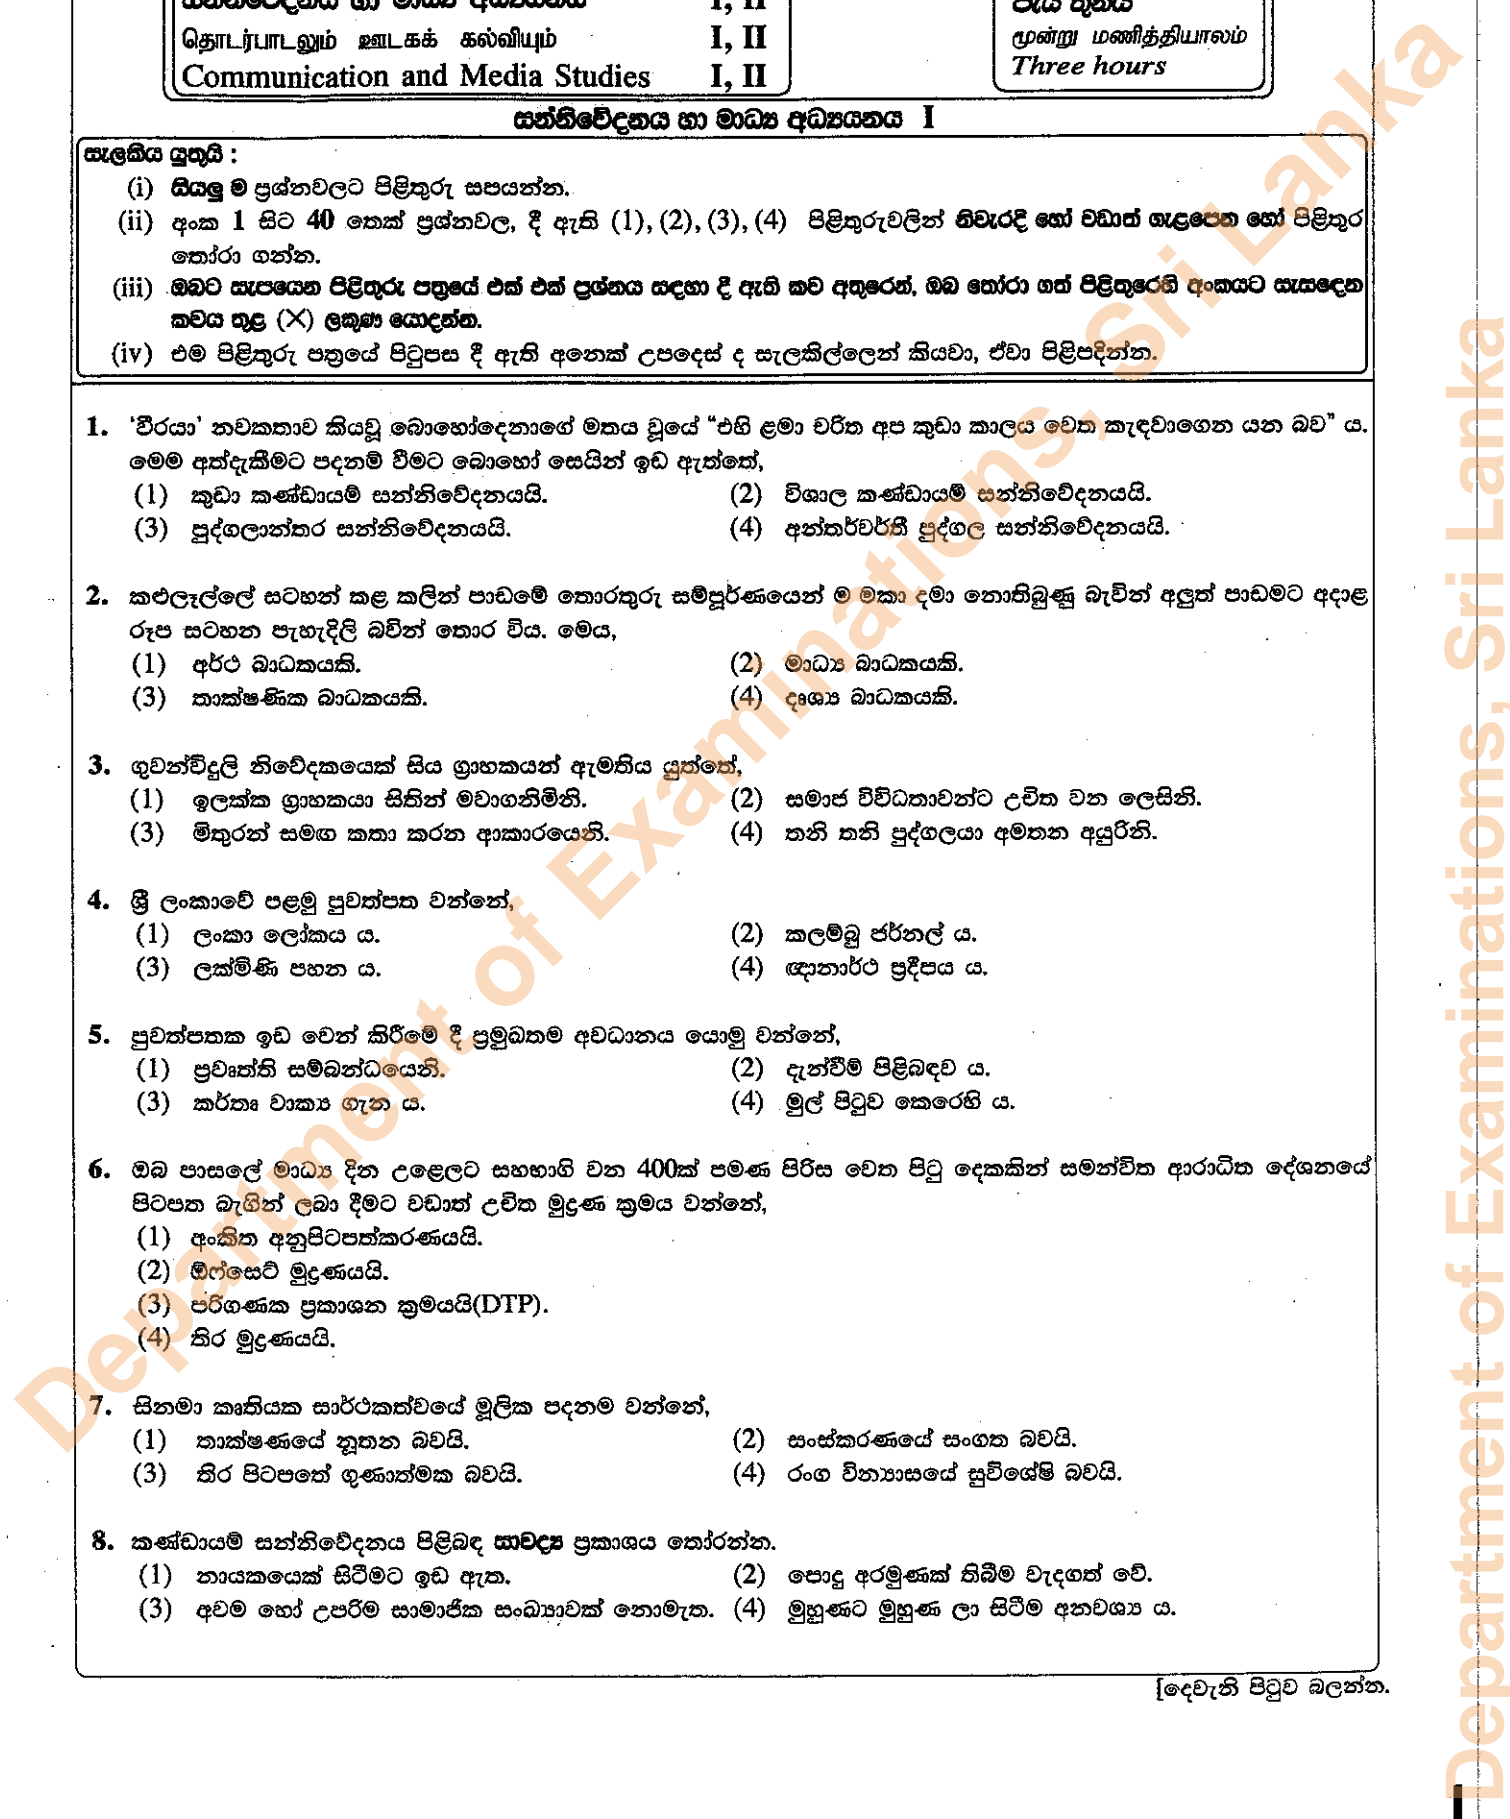 සන්නිවේදනය හා මාධ්‍ය අධ්‍යයනය I, II
පැය තුනයි
தொடர்பாடலும் ஊடகக் கல்வியும் I, II
மூன்று மணித்தியாலம்
Communication and Media Studies I, II
Three hours
සන්නිවේදනය හා මාධ්‍ය අධ්‍යයනය I
සැලකිය යුතුයි :
(i) සියලු ම ප්‍රශ්නවලට පිළිතුරු සපයන්න.
(ii) අංක 1 සිට 40 තෙක් ප්‍රශ්නවල, දී ඇති (1), (2), (3), (4) පිළිතුරුවලින් නිවැරදි හෝ වඩාත් ගැළපෙන හෝ පිළිතුර
තෝරා ගන්න.
(iii) ඔබට සැපයෙන පිළිතුරු පත්‍රයේ එක් එක් ප්‍රශ්නය සඳහා දී ඇති කව අතුරෙන්, ඔබ තෝරා ගත් පිළිතුරෙහි අංකයට සැසඳෙන
කවය තුළ (X) ලකුණ යොදන්න.
(iv) එම පිළිතුරු පත්‍රයේ පිටුපස දී ඇති අනෙක් උපදෙස් ද සැලකිල්ලෙන් කියවා, ඒවා පිළිපදින්න.
1. ‘වීරයා’ නවකතාව කියවූ බොහෝදෙනාගේ මතය වූයේ “එහි ළමා චරිත අප කුඩා කාලය වෙත කැඳවාගෙන යන බව” ය.
මෙම අත්දැකීමට පදනම් වීමට බොහෝ සෙයින් ඉඩ ඇත්තේ,
(1) කුඩා කණ්ඩායම් සන්නිවේදනයයි. (2) විශාල කණ්ඩායම් සන්නිවේදනයයි.
(3) පුද්ගලාන්තර සන්නිවේදනයයි. (4) අන්තර්වර්තී පුද්ගල සන්නිවේදනයයි.
2. කළුලෑල්ලේ සටහන් කළ කලින් පාඩමේ තොරතුරු සම්පූර්ණයෙන් ම මකා දමා නොතිබුණු බැවින් අලුත් පාඩමට අදාළ
රූප සටහන පැහැදිලි බවින් තොර විය. මෙය,
(1) අර්ථ බාධකයකි. (2) මාධ්‍ය බාධකයකි.
(3) තාක්ෂණික බාධකයකි. (4) දෘශ්‍ය බාධකයකි.
3. ගුවන්විදුලි නිවේදකයෙක් සිය ග්‍රාහකයන් ඇමතිය යුත්තේ,
(1) ඉලක්ක ග්‍රාහකයා සිතින් මවාගනිමිනි. (2) සමාජ විවිධතාවන්ට උචිත වන ලෙසිනි.
(3) මිතුරන් සමඟ කතා කරන ආකාරයෙනි. (4) තනි තනි පුද්ගලයා අමතන අයුරිනි.
4. ශ්‍රී ලංකාවේ පළමු පුවත්පත වන්නේ,
(1) ලංකා ලෝකය ය. (2) කලම්බු ජර්නල් ය.
(3) ලක්මිණි පහන ය. (4) ඥානාර්ථ ප්‍රදීපය ය.
5. පුවත්පතක ඉඩ වෙන් කිරීමේ දී ප්‍රමුඛතම අවධානය යොමු වන්නේ,
(1) ප්‍රවෘත්ති සම්බන්ධයෙනි. (2) දැන්වීම් පිළිබඳව ය.
(3) කර්තෘ වාක්‍ය ගැන ය. (4) මුල් පිටුව කෙරෙහි ය.
6. ඔබ පාසලේ මාධ්‍ය දින උළෙලට සහභාගි වන 400ක් පමණ පිරිස වෙත පිටු දෙකකින් සමන්විත ආරාධිත දේශනයේ
පිටපත බැගින් ලබා දීමට වඩාත් උචිත මුද්‍රණ ක්‍රමය වන්නේ,
(1) අංකිත අනුපිටපත්කරණයයි.
(2) ඕෆ්සෙට් මුද්‍රණයයි.
(3) පරිගණක ප්‍රකාශන ක්‍රමයයි(DTP).
(4) තිර මුද්‍රණයයි.
7. සිනමා කෘතියක සාර්ථකත්වයේ මූලික පදනම වන්නේ,
(1) තාක්ෂණයේ නූතන බවයි. (2) සංස්කරණයේ සංගත බවයි.
(3) තිර පිටපතේ ගුණාත්මක බවයි. (4) රංග වින්‍යාසයේ සුවිශේෂි බවයි.
8. කණ්ඩායම් සන්නිවේදනය පිළිබඳ සාවද්‍ය ප්‍රකාශය තෝරන්න.
(1) නායකයෙක් සිටීමට ඉඩ ඇත. (2) පොදු අරමුණක් තිබීම වැදගත් වේ.
(3) අවම හෝ උපරිම සාමාජික සංඛ්‍යාවක් නොමැත. (4) මුහුණට මුහුණ ලා සිටීම අනවශ්‍ය ය.
[දෙවැනි පිටුව බලන්න.
Department of Examinations, Sri Lanka
Department of Examinations, Sri Lanka